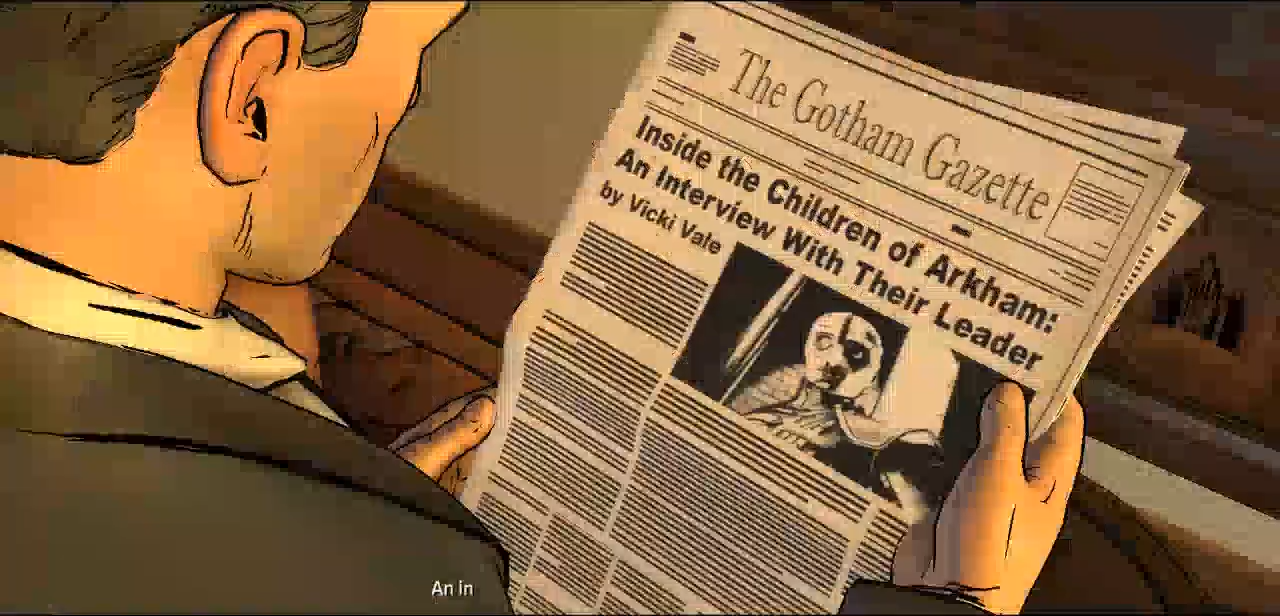 The Gotham Gazette
Inside the Children of Arkham:
An Interview With Their Leader
by Vicki Vale
An in